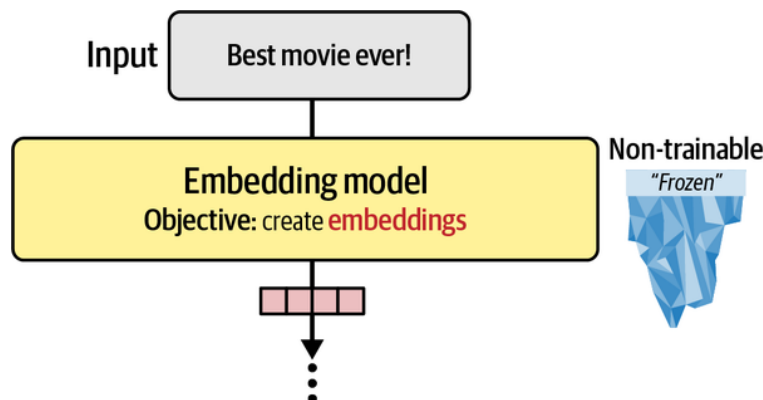 Input
Best movie ever!
Non-trainable
"Frozen"
Embedding model
Objective: create embeddings